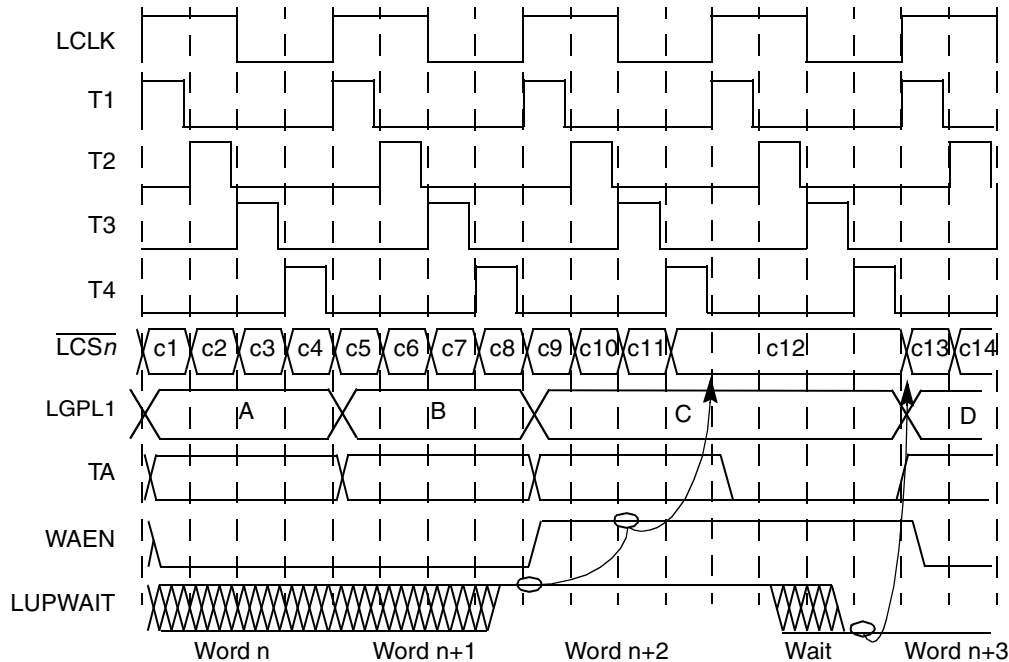 LCLK
T1
T2
T3
T4
LCSn c1 c2 c3 c4 c5 c6 c7 c8 c9 c10 c11 c12 c13 c14
LGPL1 A B C D
TA
WAEN
LUPWAIT
Word n Word n+1 Word n+2 Wait Word n+3